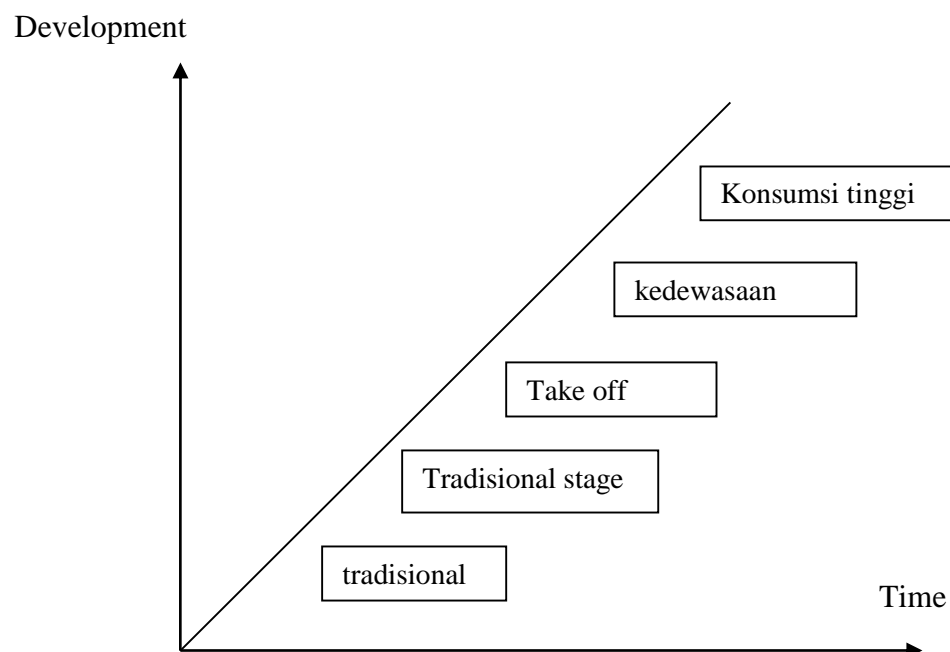 Development
Konsumsi tinggi
kedewasaan
Take off
Tradisional stage
tradisional
Time